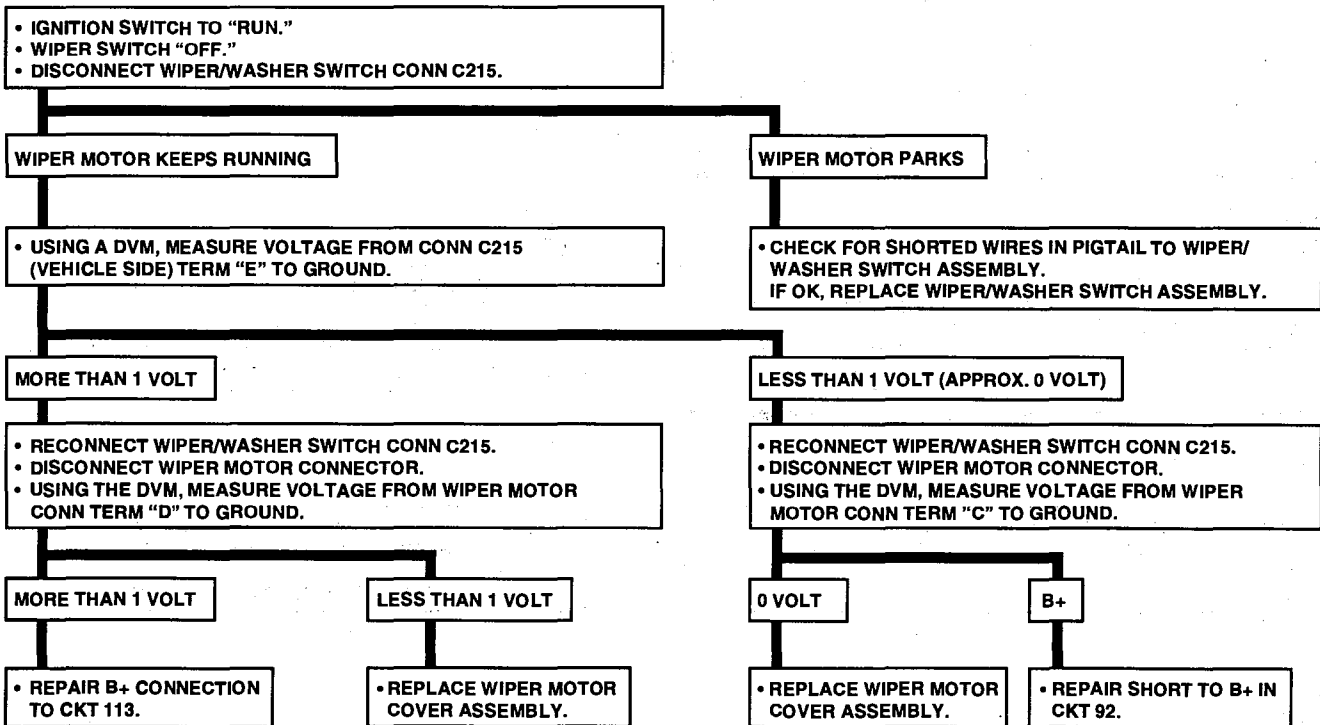 • IGNITION SWITCH TO “RUN.”
• WIPER SWITCH “OFF.”
• DISCONNECT WIPER/WASHER SWITCH CONN C215.
WIPER MOTOR KEEPS RUNNING
WIPER MOTOR PARKS
• USING A DVM, MEASURE VOLTAGE FROM CONN C215
(VEHICLE SIDE) TERM “E” TO GROUND.
• CHECK FOR SHORTED WIRES IN PIGTAIL TO WIPER/
WASHER SWITCH ASSEMBLY.
IF OK, REPLACE WIPER/WASHER SWITCH ASSEMBLY.
MORE THAN 1 VOLT
LESS THAN 1 VOLT (APPROX. 0 VOLT)
• RECONNECT WIPER/WASHER SWITCH CONN C215.
• DISCONNECT WIPER MOTOR CONNECTOR.
• USING THE DVM, MEASURE VOLTAGE FROM WIPER MOTOR
CONN TERM “D” TO GROUND.
• RECONNECT WIPER/WASHER SWITCH CONN C215.
• DISCONNECT WIPER MOTOR CONNECTOR.
• USING THE DVM, MEASURE VOLTAGE FROM WIPER
MOTOR CONN TERM “C” TO GROUND.
MORE THAN 1 VOLT
LESS THAN 1 VOLT
0 VOLT
B+
• REPAIR B+ CONNECTION
TO CKT 113.
• REPLACE WIPER MOTOR
COVER ASSEMBLY.
• REPLACE WIPER MOTOR
COVER ASSEMBLY.
• REPAIR SHORT TO B+ IN
CKT 92.